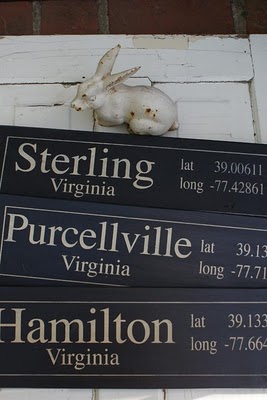 Sterling lat 39.00611
Virginia long -77.42861
Purcellville lat 39.13
Virginia long -77.71
Hamilton lat 39.133
Virginia long -77.664